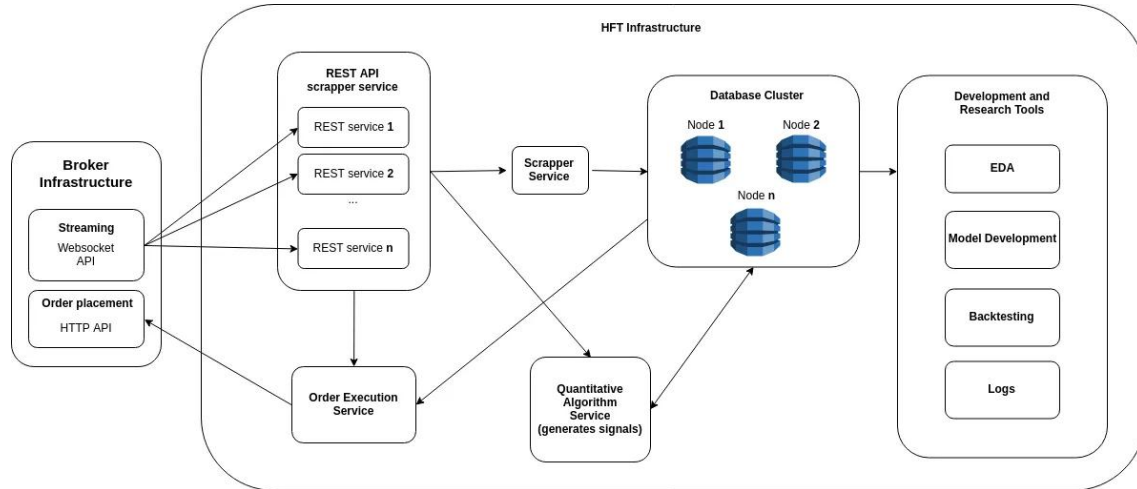 HFT Infrastructure
REST API
scrapper service
REST service 1
REST service 2
...
REST service n
Broker
Infrastructure
Streaming
Websocket
API
Order placement
HTTP API
Order Execution
Service
Scrapper
Service
Quantitative
Algorithm
Service
(generates signals)
Database Cluster
Node 1
Node 2
Node n
Development and
Research Tools
EDA
Model Development
Backtesting
Logs